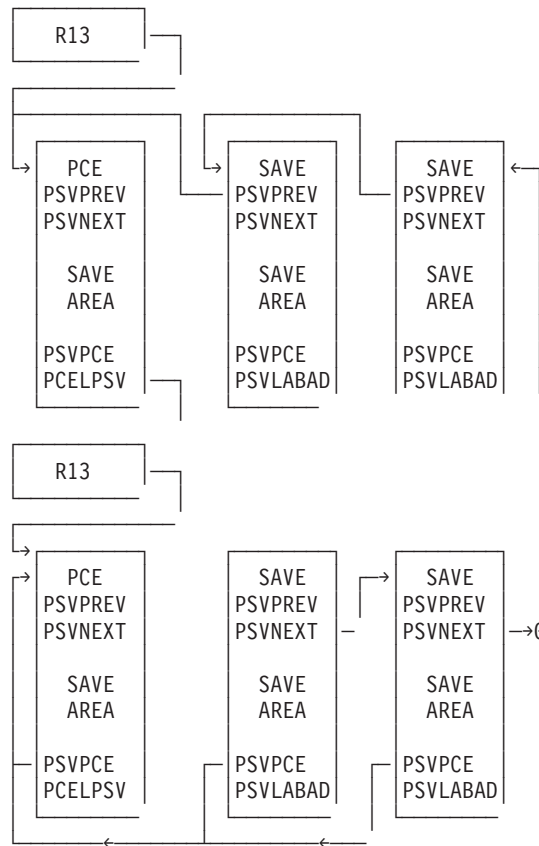 R13
PCE SAVE SAVE
PSVPREV PSVPREV PSVPREV
PSVNEXT PSVNEXT PSVNEXT
SAVE SAVE SAVE
AREA AREA AREA
PSVPCE PSVPCE PSVPCE
PCELPSV PSVLABAD PSVLABAD
R13
PCE SAVE SAVE
PSVPREV PSVPREV PSVPREV
PSVNEXT PSVNEXT PSVNEXT 0
SAVE SAVE SAVE
AREA AREA AREA
PSVPCE PSVPCE PSVPCE
PCELPSV PSVLABAD PSVLABAD